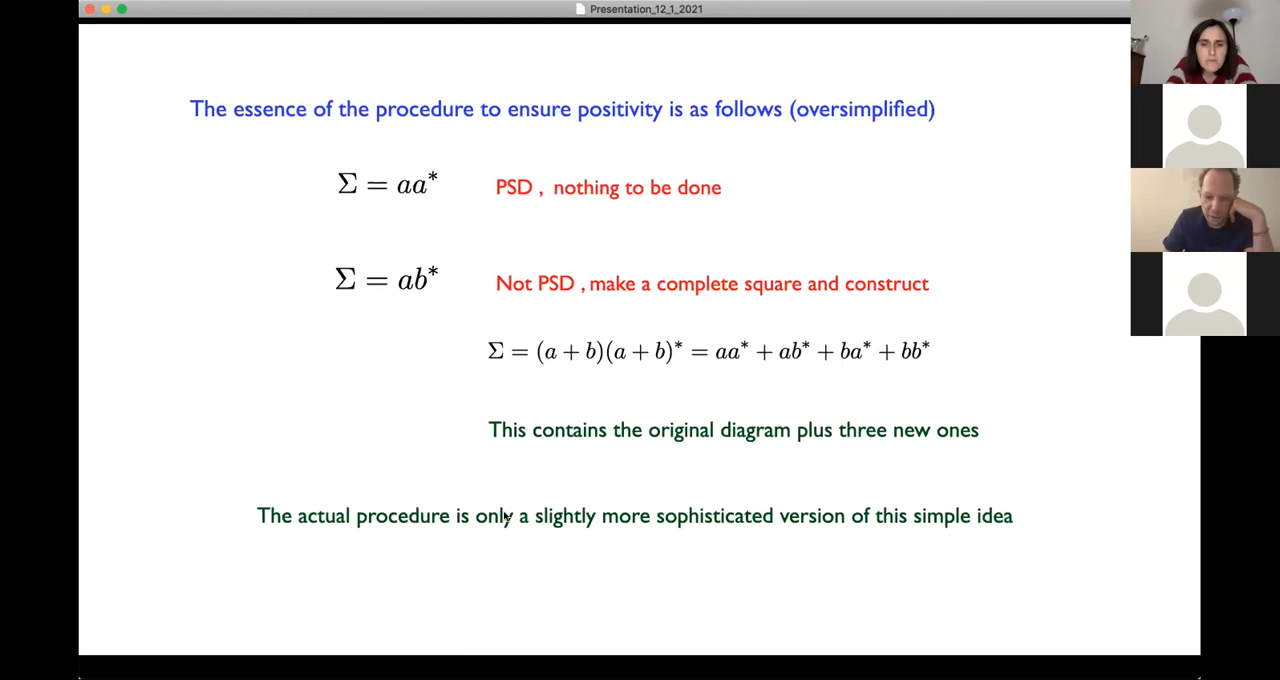 Presentation_12_1_2021
The essence of the procedure to ensure positivity is as follows (oversimplified)
Σ = aa* PSD , nothing to be done
Σ = ab* Not PSD , make a complete square and construct
Σ = (a + b)(a + b)* = aa* + ab* + ba* + bb*
This contains the original diagram plus three new ones
The actual procedure is only a slightly more sophisticated version of this simple idea